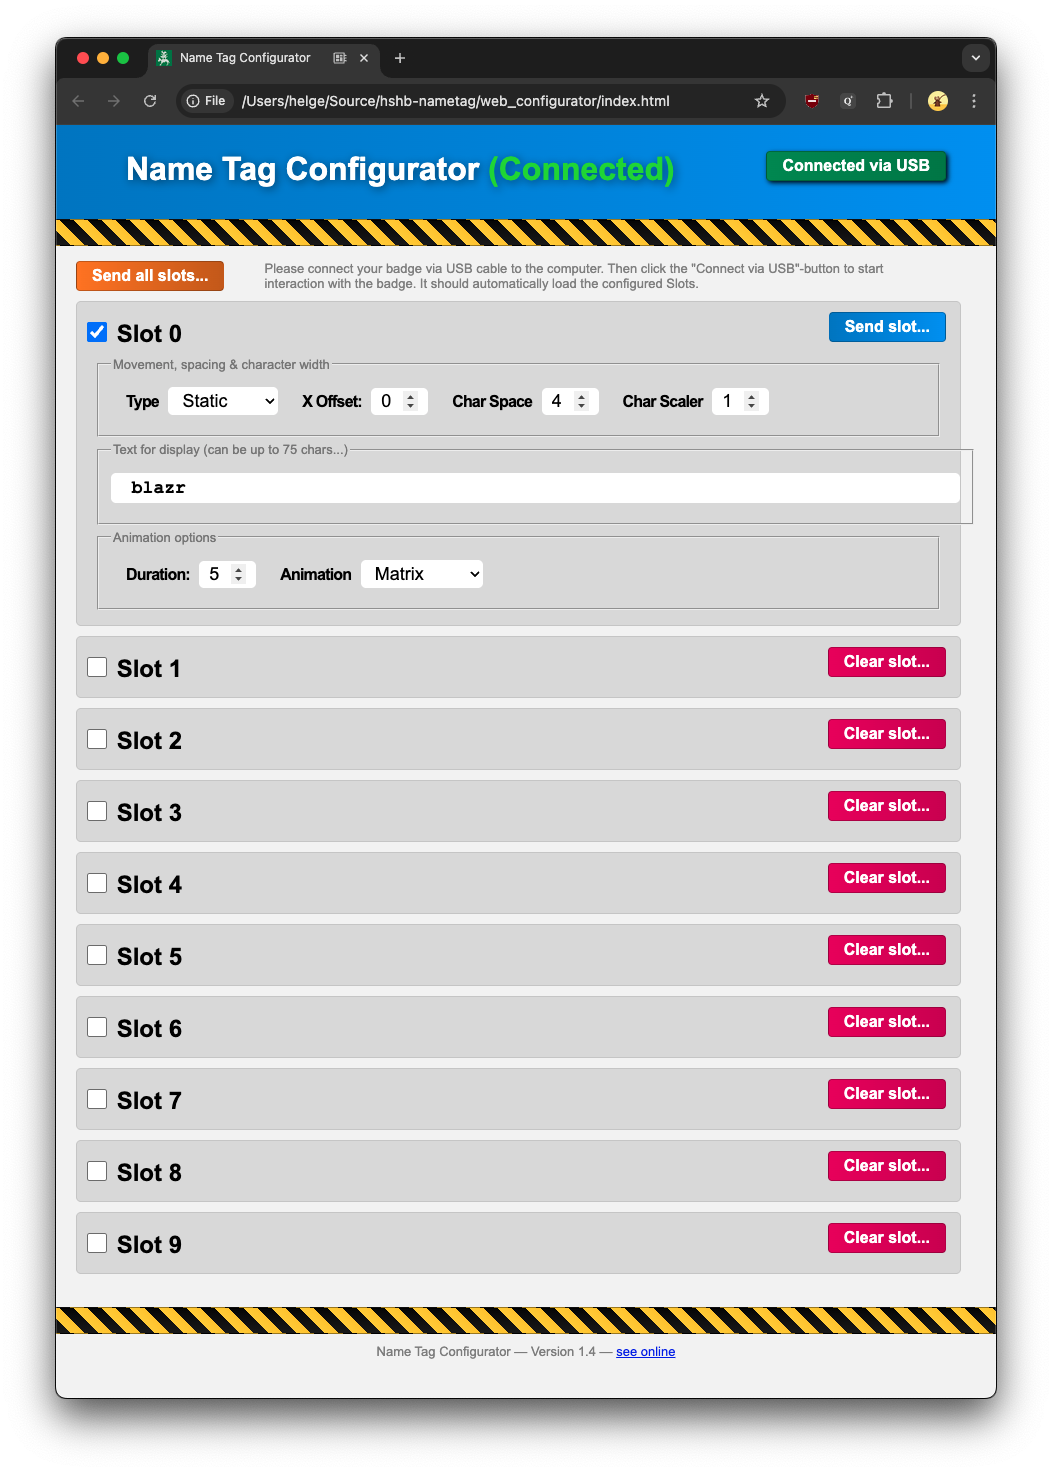 Name Tag Configurator
File /Users/helge/Source/hshb-nametag/web_configurator/index.html
Name Tag Configurator (Connected)
Connected via USB
Send all slots...
Please connect your badge via USB cable to the computer. Then click the "Connect via USB"-button to start
interaction with the badge. It should automatically load the configured Slots.
Slot 0
Send slot...
Movement, spacing & character width
Type Static X Offset: 0 Char Space 4 Char Scaler 1
Text for display (can be up to 75 chars...)
blazr
Animation options
Duration: 5 Animation Matrix
Slot 1 Clear slot...
Slot 2 Clear slot...
Slot 3 Clear slot...
Slot 4 Clear slot...
Slot 5 Clear slot...
Slot 6 Clear slot...
Slot 7 Clear slot...
Slot 8 Clear slot...
Slot 9 Clear slot...
Name Tag Configurator — Version 1.4 — see online